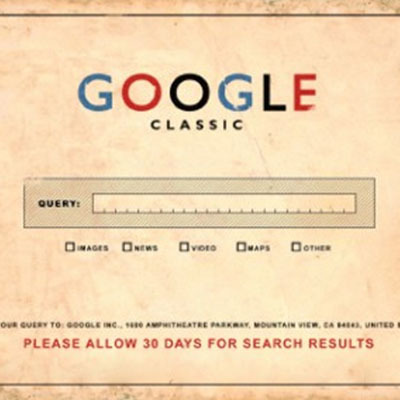 GOOGLE
CLASSIC
QUERY:
IMAGES NEWS VIDEO MAPS OTHER
OUR QUERY TO: GOOGLE INC., 1600 AMPHITHEATRE PARKWAY, MOUNTAIN VIEW, CA 94043, UNITED
PLEASE ALLOW 30 DAYS FOR SEARCH RESULTS